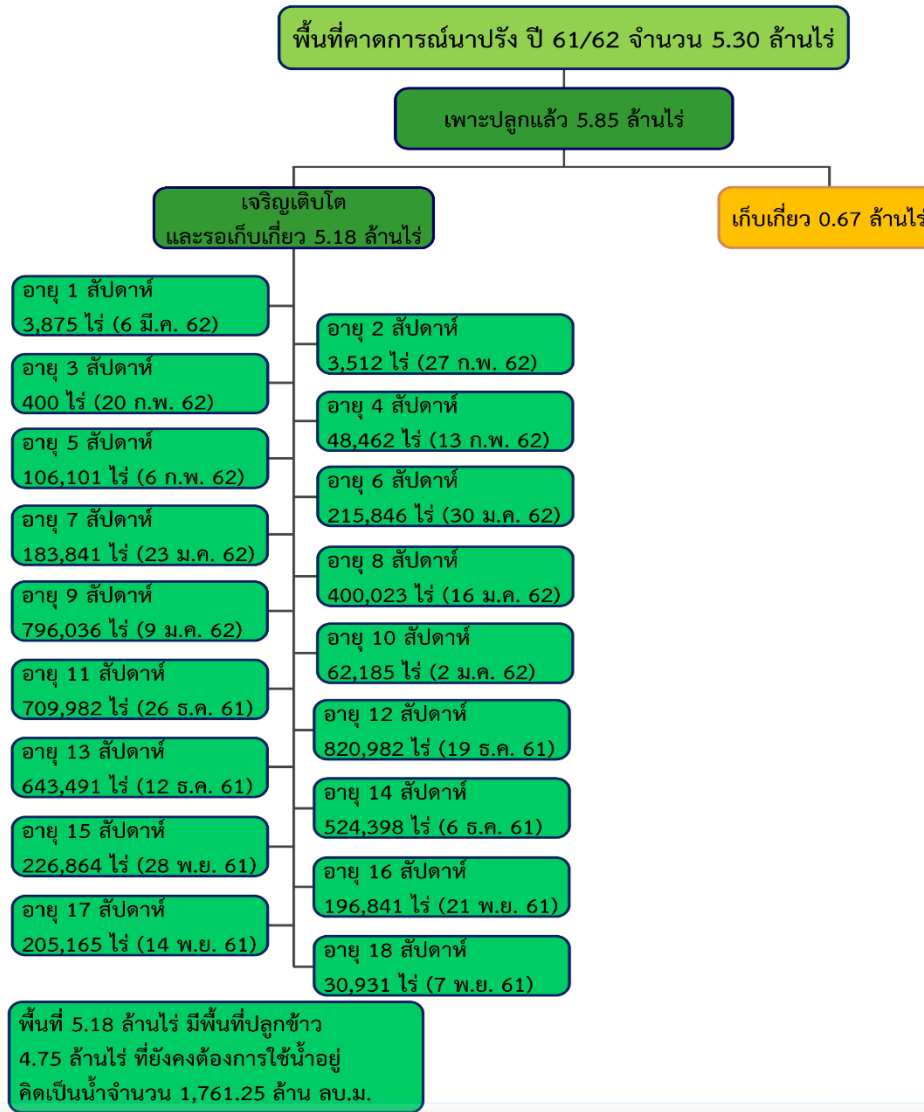 พื้นที่คาดการณ์นาปรัง ปี 61/62 จำนวน 5.30 ล้านไร่
เพาะปลูกแล้ว 5.85 ล้านไร่
เจริญเติบโต
และรอเก็บเกี่ยว 5.18 ล้านไร่
เก็บเกี่ยว 0.67 ล้านไร่
อายุ 1 สัปดาห์
3,875 ไร่ (6 มี.ค. 62)
อายุ 2 สัปดาห์
3,512 ไร่ (27 ก.พ. 62)
อายุ 3 สัปดาห์
400 ไร่ (20 ก.พ. 62)
อายุ 4 สัปดาห์
48,462 ไร่ (13 ก.พ. 62)
อายุ 5 สัปดาห์
106,101 ไร่ (6 ก.พ. 62)
อายุ 6 สัปดาห์
215,846 ไร่ (30 ม.ค. 62)
อายุ 7 สัปดาห์
183,841 ไร่ (23 ม.ค. 62)
อายุ 8 สัปดาห์
400,023 ไร่ (16 ม.ค. 62)
อายุ 9 สัปดาห์
796,036 ไร่ (9 ม.ค. 62)
อายุ 10 สัปดาห์
62,185 ไร่ (2 ม.ค. 62)
อายุ 11 สัปดาห์
709,982 ไร่ (26 ธ.ค. 61)
อายุ 12 สัปดาห์
820,982 ไร่ (19 ธ.ค. 61)
อายุ 13 สัปดาห์
643,491 ไร่ (12 ธ.ค. 61)
อายุ 14 สัปดาห์
524,398 ไร่ (6 ธ.ค. 61)
อายุ 15 สัปดาห์
226,864 ไร่ (28 พ.ย. 61)
อายุ 16 สัปดาห์
196,841 ไร่ (21 พ.ย. 61)
อายุ 17 สัปดาห์
205,165 ไร่ (14 พ.ย. 61)
อายุ 18 สัปดาห์
30,931 ไร่ (7 พ.ย. 61)
พื้นที่ 5.18 ล้านไร่ มีพื้นที่ปลูกข้าว
4.75 ล้านไร่ ที่ยังคงต้องการใช้น้ำอยู่
คิดเป็นน้ำจำนวน 1,761.25 ล้าน ลบ.ม.